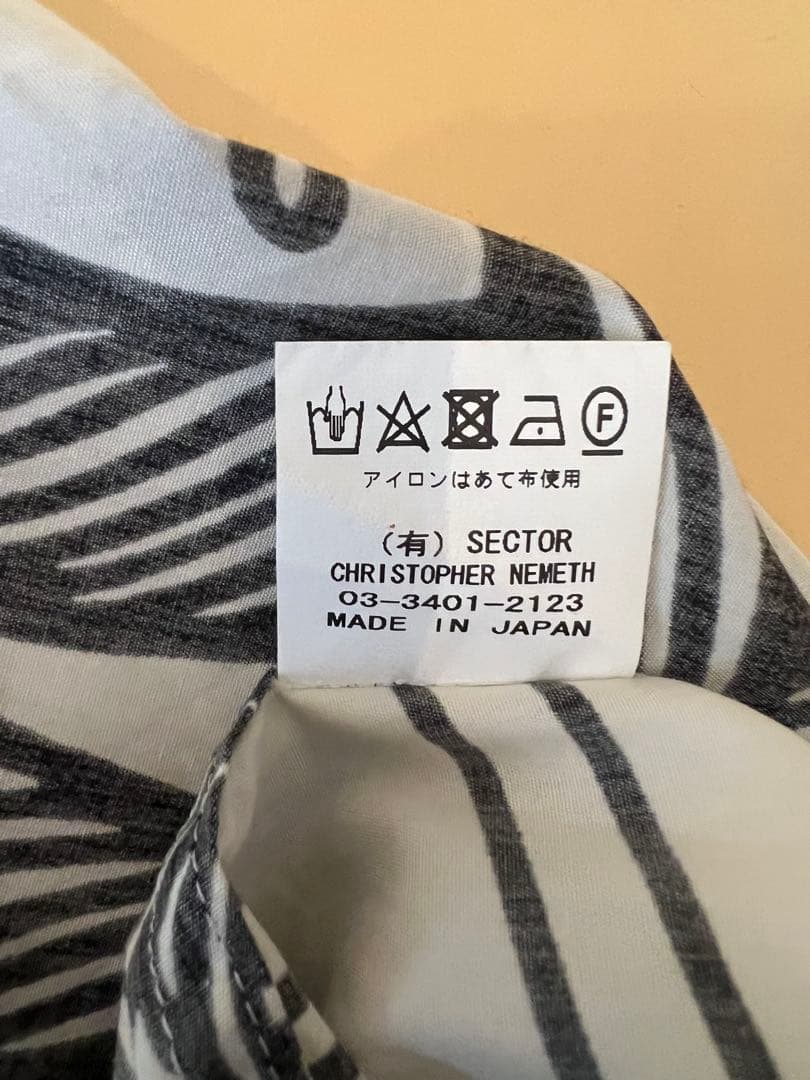 F
アイロンはあて布使用
（有） SECTOR
CHRISTOPHER NEMETH
03-3401-2123
MADE IN JAPAN